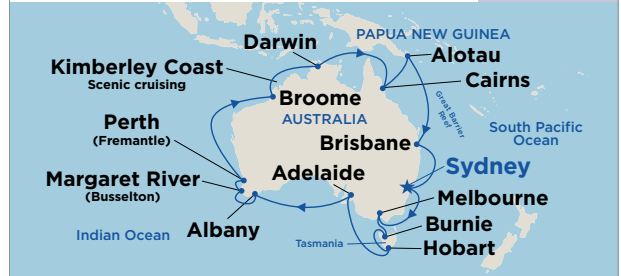 Darwin
PAPUA NEW GUINEA
Alotau
Kimberley Coast
Scenic cruising
Cairns
Broome
Great Barrier
Reef
Perth
(Fremantle)
AUSTRALIA
South Pacific
Ocean
Brisbane
Sydney
Margaret River
(Busselton)
Adelaide
Melbourne
Albany
Burnie
Indian Ocean
Tasmania
Hobart